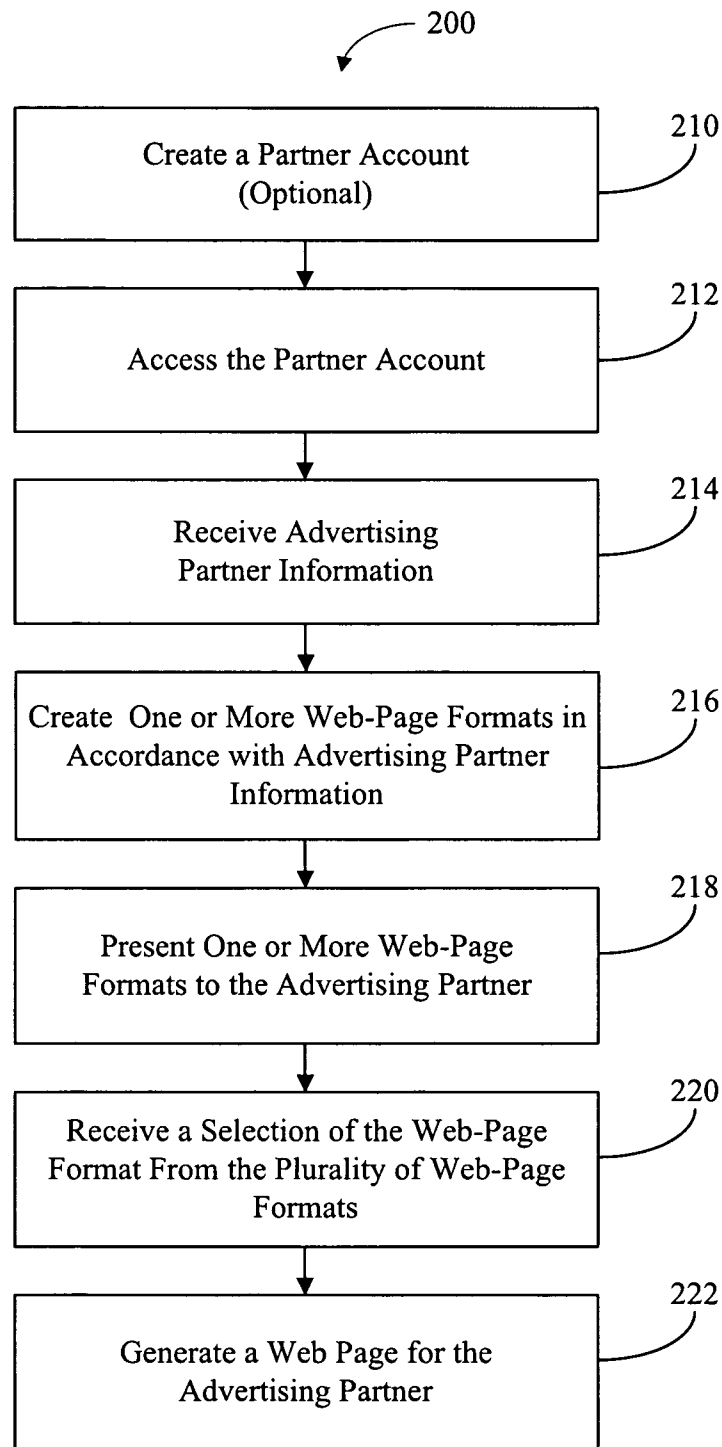 200
210
Create a Partner Account
(Optional)
212
Access the Partner Account
214
Receive Advertising
Partner Information
216
Create One or More Web-Page Formats in
Accordance with Advertising Partner
Information
218
Present One or More Web-Page
Formats to the Advertising Partner
220
Receive a Selection of the Web-Page
Format From the Plurality of Web-Page
Formats
222
Generate a Web Page for the
Advertising Partner